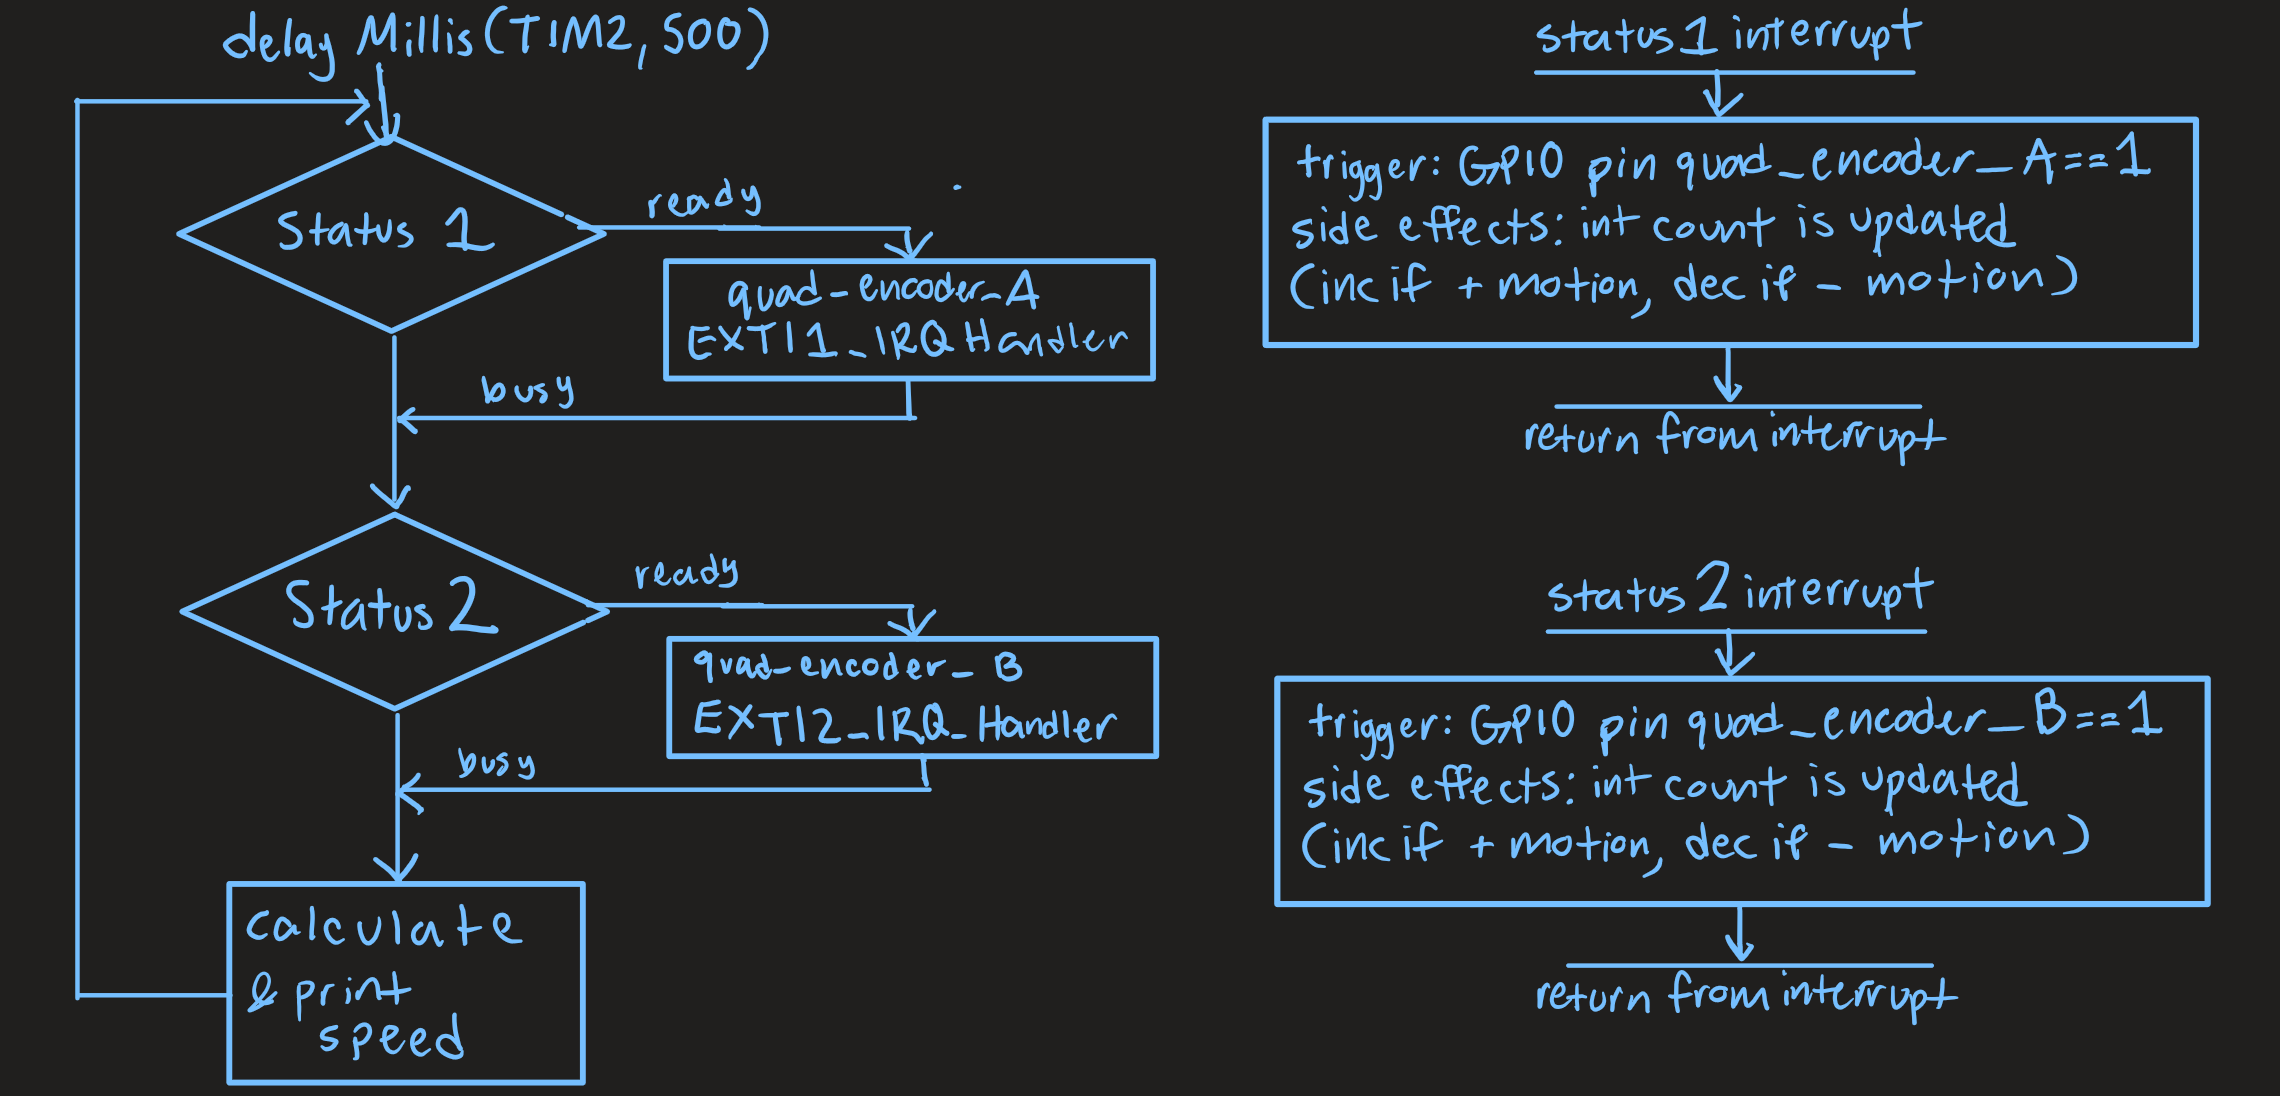 delay Millis(TIM2, 500)
Status 1
ready
quad-encoder-A
EXTI1_IRQHandler
busy
Status 2
ready
quad-encoder_B
EXTI2_IRQ_Handler
busy
calculate
& print
speed
status 1 interrupt
trigger: GPIO pin quad_encoder_A==1
side effects: int count is updated
(inc if + motion, dec if - motion)
return from interrupt
status 2 interrupt
trigger: GPIO pin quad_encoder_B==1
side effects: int count is updated
(inc if + motion, dec if - motion)
return from interrupt